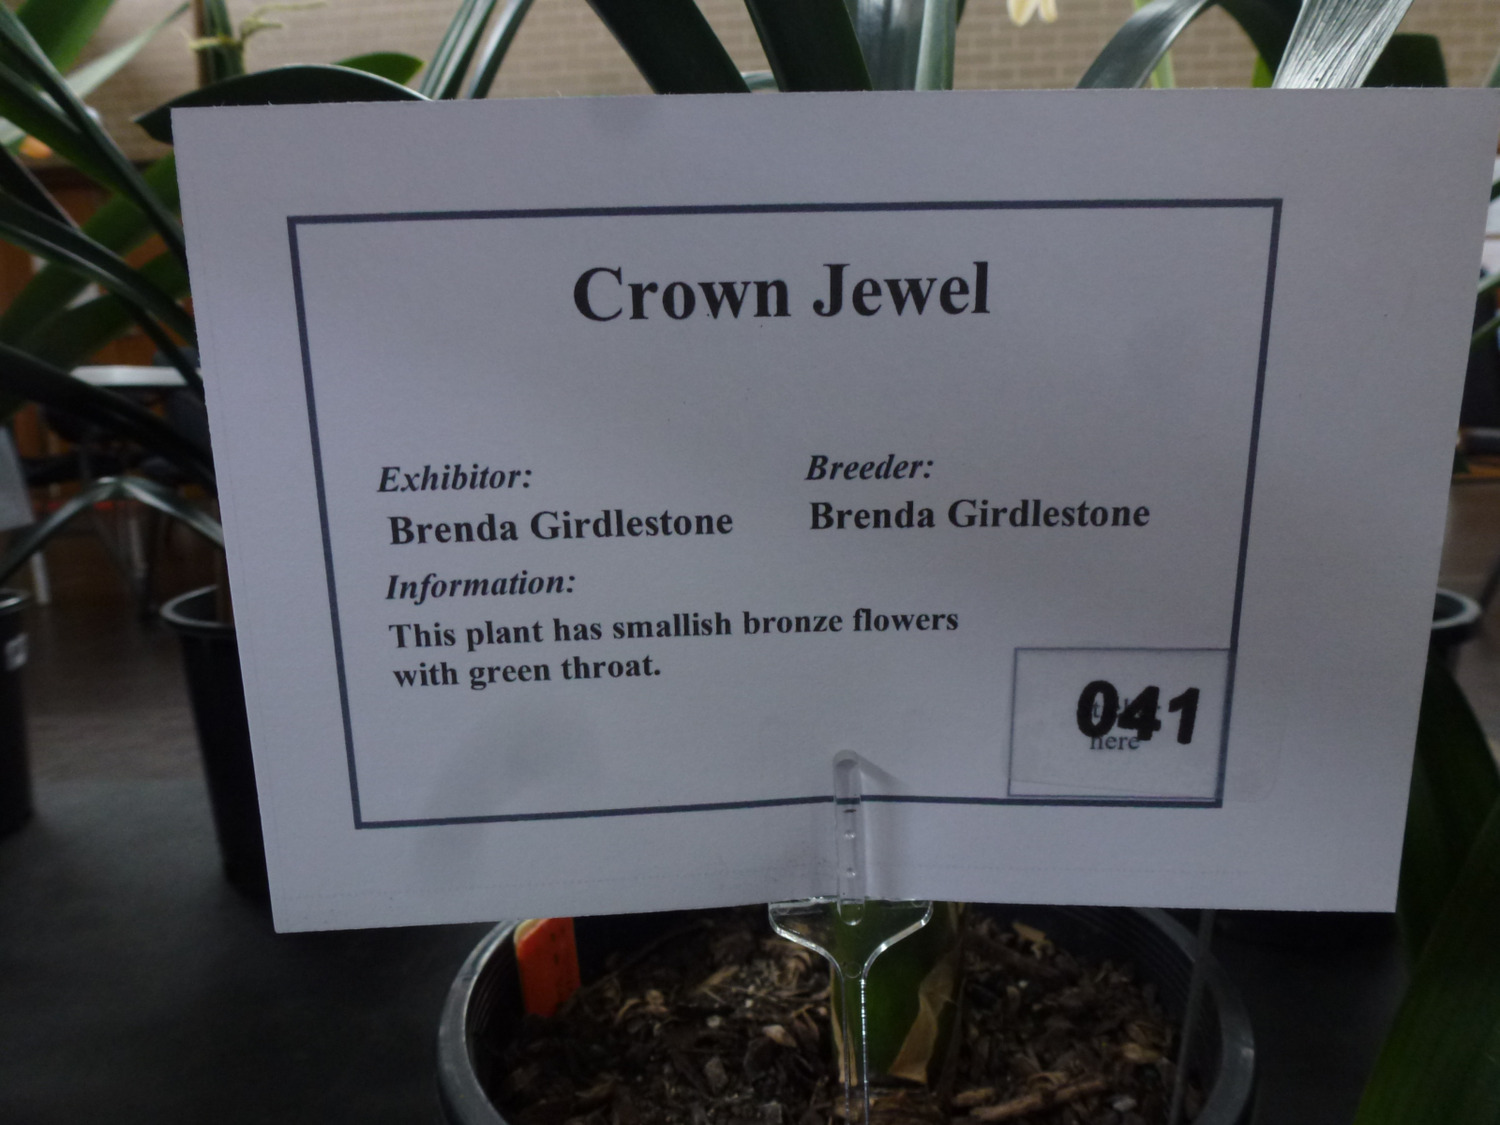 Crown Jewel
Exhibitor:
Breeder:
Brenda Girdlestone
Brenda Girdlestone
Information:
This plant has smallish bronze flowers
with green throat.
041
here